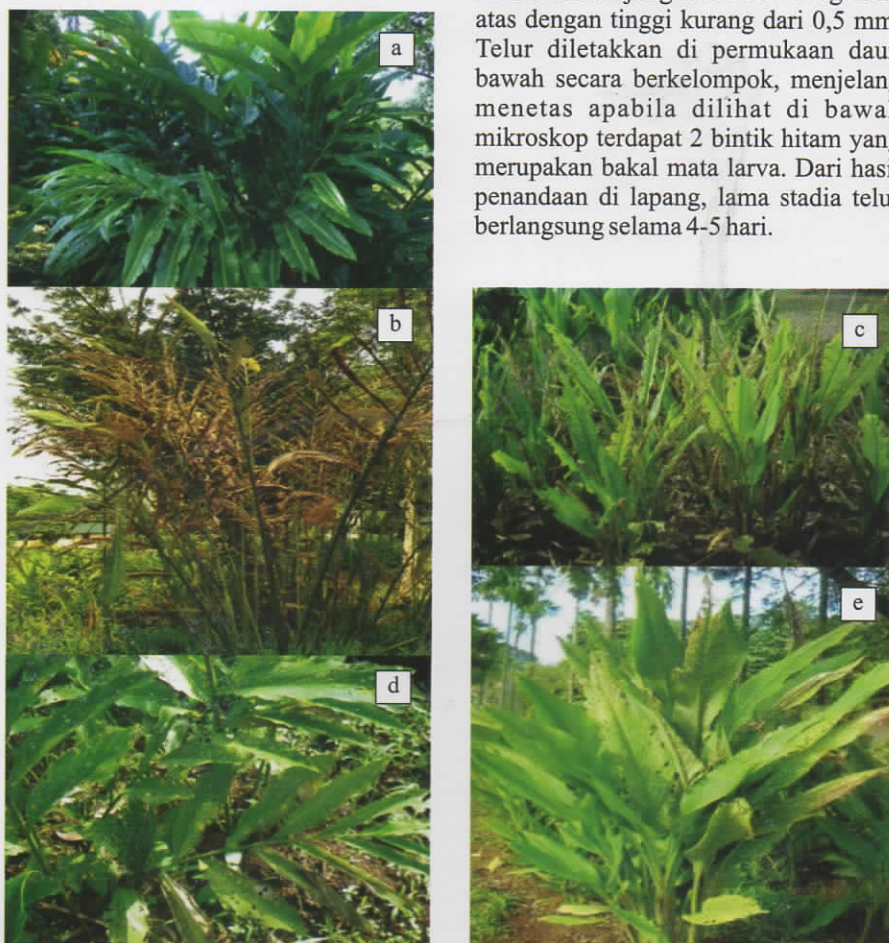 a
atas dengan tinggi kurang dari 0,5 mm
Telur diletakkan di permukaan dau
bawah secara berkelompok, menjelan
menetas apabila dilihat di bawa
mikroskop terdapat 2 bintik hitam yan
merupakan bakal mata larva. Dari hasi
penandaan di lapang, lama stadia telu
berlangsung selama 4-5 hari.
b
c
d
e